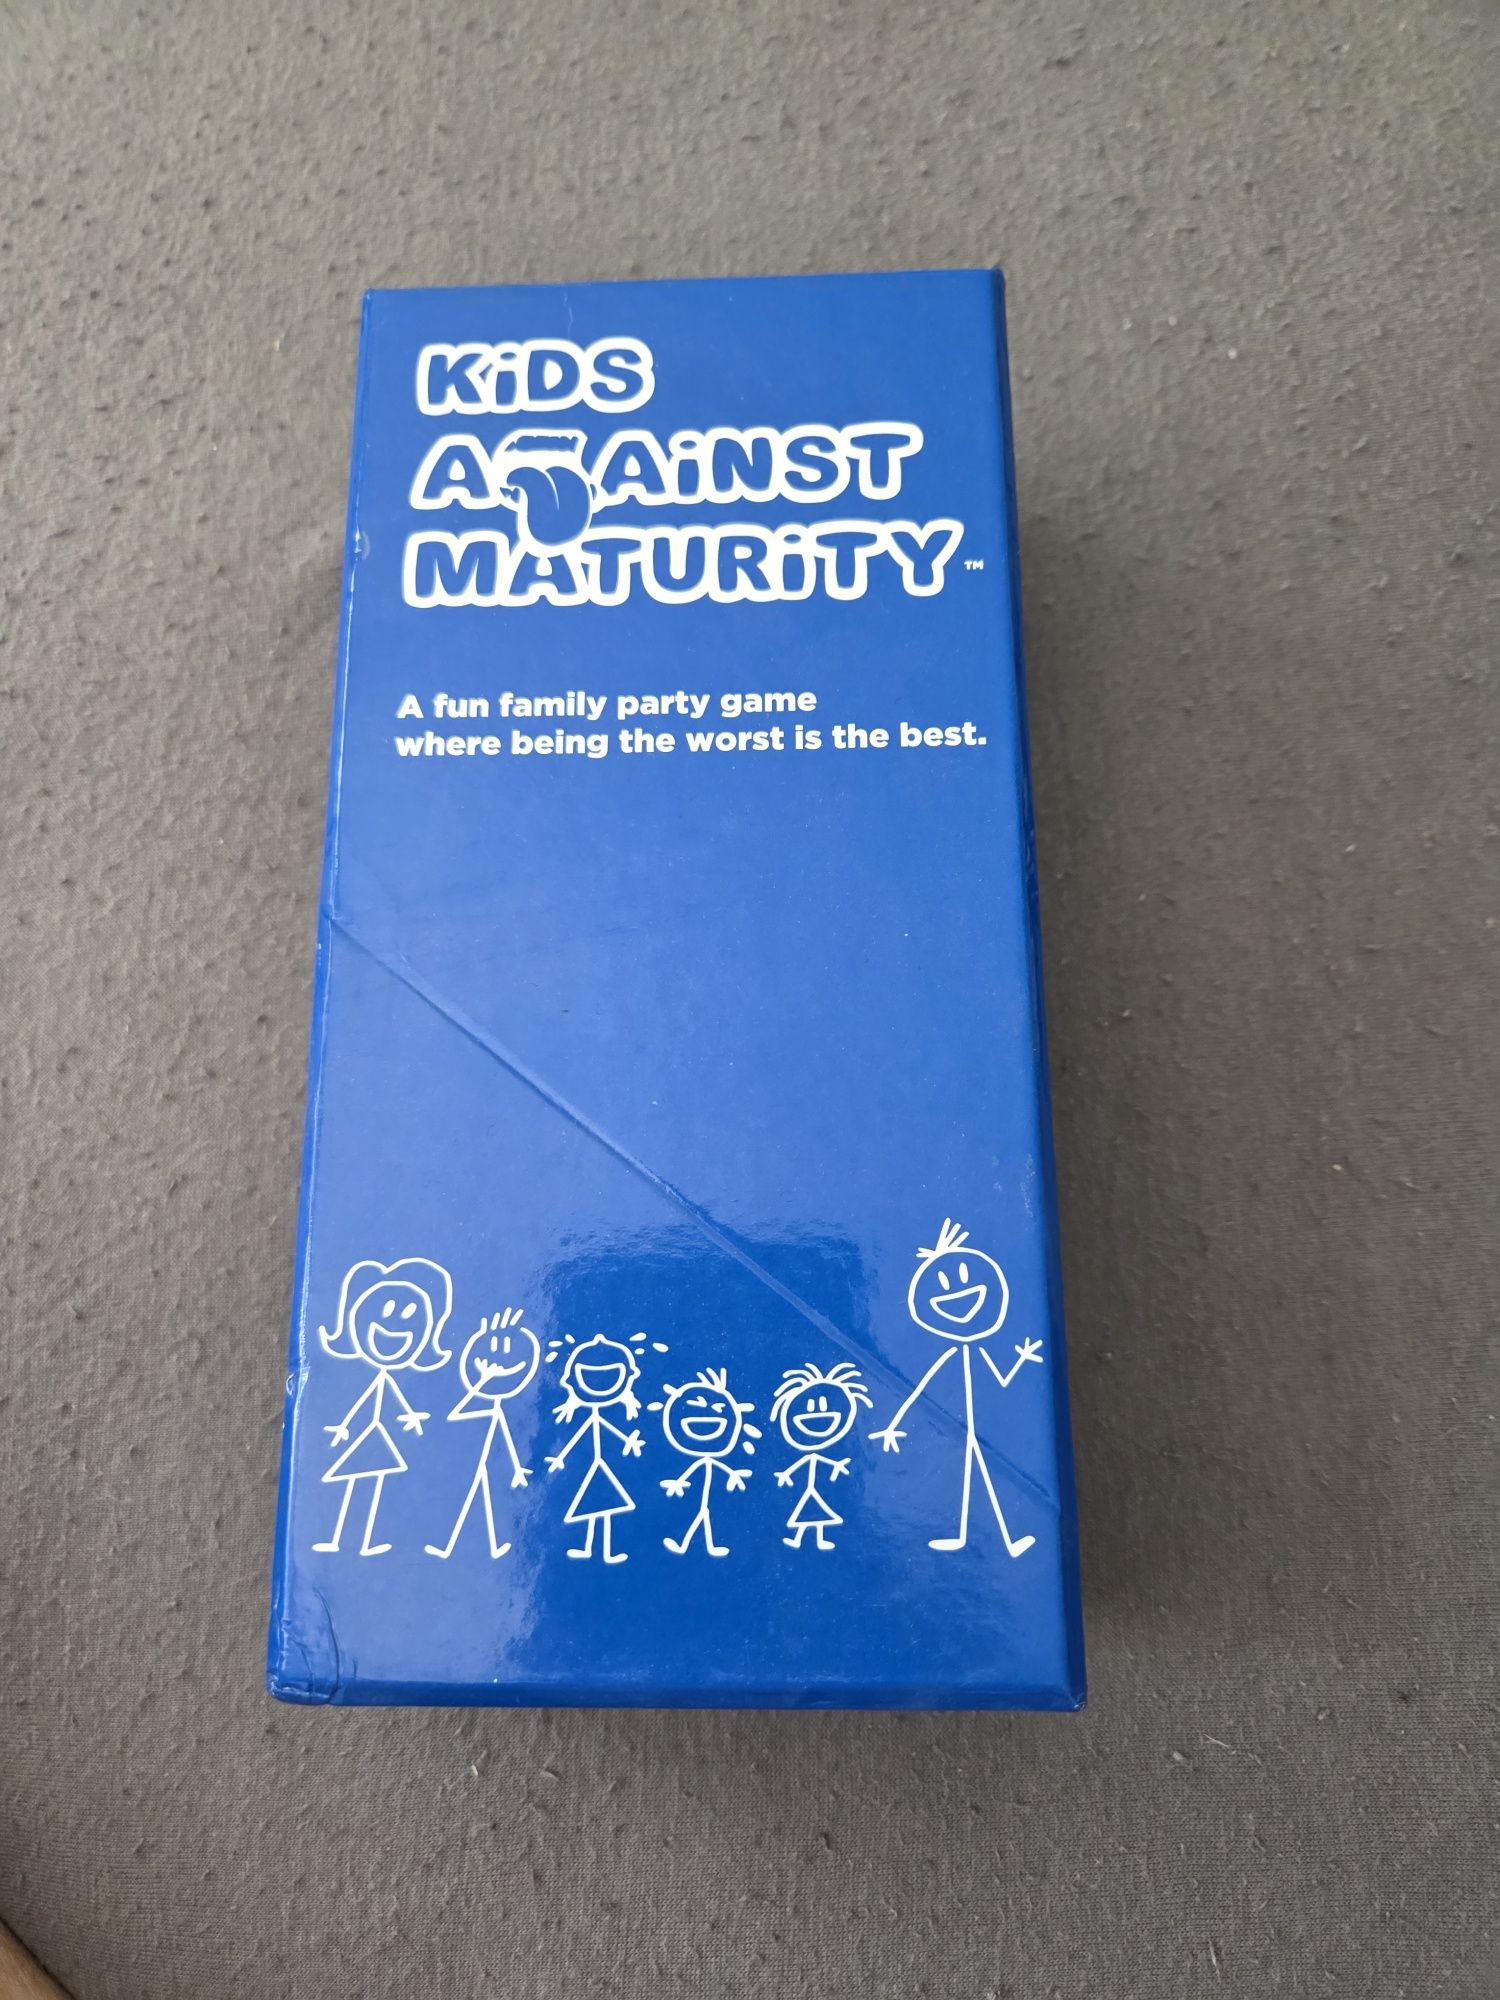 KiDS
AGAiNST
MATURiTY™
A fun family party game
where being the worst is the best.